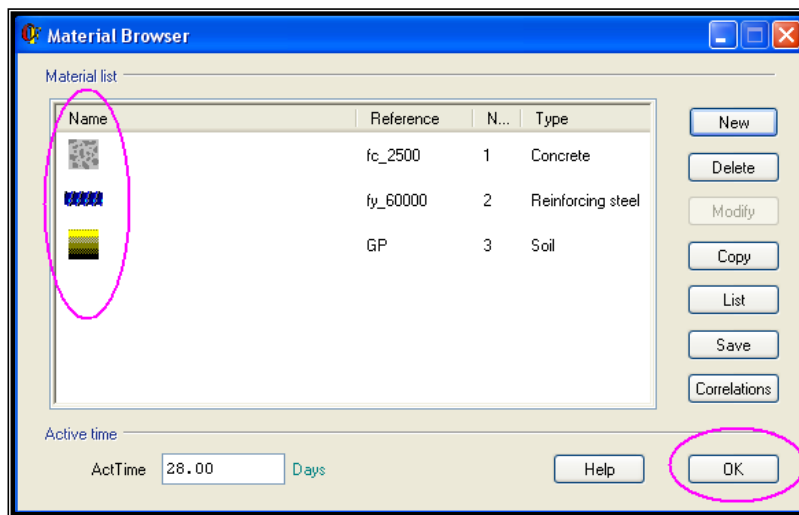 Material Browser
Material list
Name Reference N... Type
fc_2500 1 Concrete
fy_60000 2 Reinforcing steel
GP 3 Soil
New
Delete
Modify
Copy
List
Save
Correlations
Active time
ActTime 28.00 Days Help OK